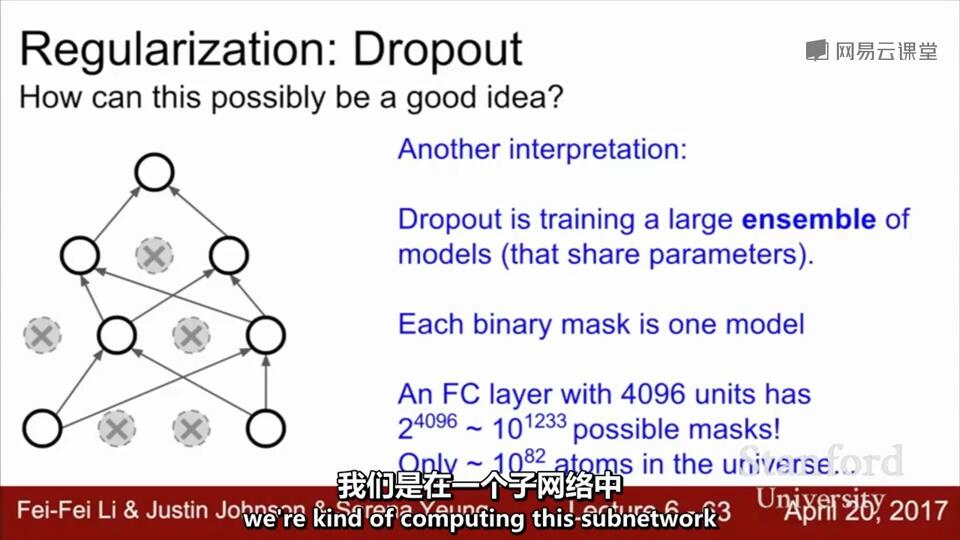 Regularization: Dropout
网易云课堂
How can this possibly be a good idea?
Another interpretation:
Dropout is training a large ensemble of
models (that share parameters).
Each binary mask is one model
An FC layer with 4096 units has
2^4096 ~ 10^1233 possible masks!
Only ~ 10^82 atoms in the universe...
Stanford
University
我们是在一个子网络中
we're kind of computing this subnetwork
Fei-Fei Li & Justin Johnson & Serena Yeung
Lecture 6 - 63
April 20, 2017